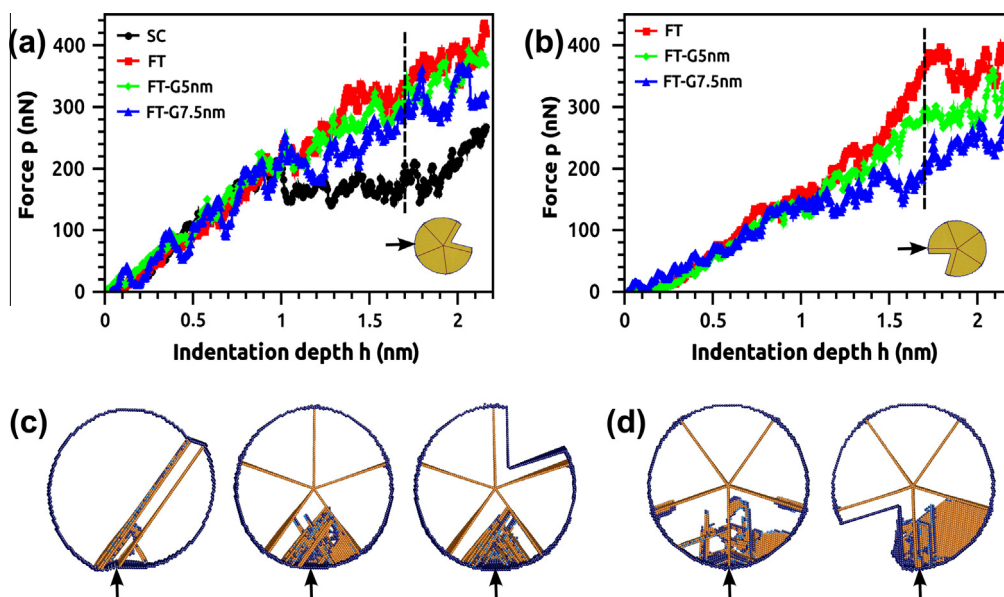 (a)
SC
FT
FT-G5nm
FT-G7.5nm
Force p (nN)
400
300
200
100
0
0 0.5 1 1.5 2
Indentation depth h (nm)
(b)
FT
FT-G5nm
FT-G7.5nm
Force p (nN)
400
300
200
100
0
0 0.5 1 1.5 2
Indentation depth h (nm)
(c)
(d)